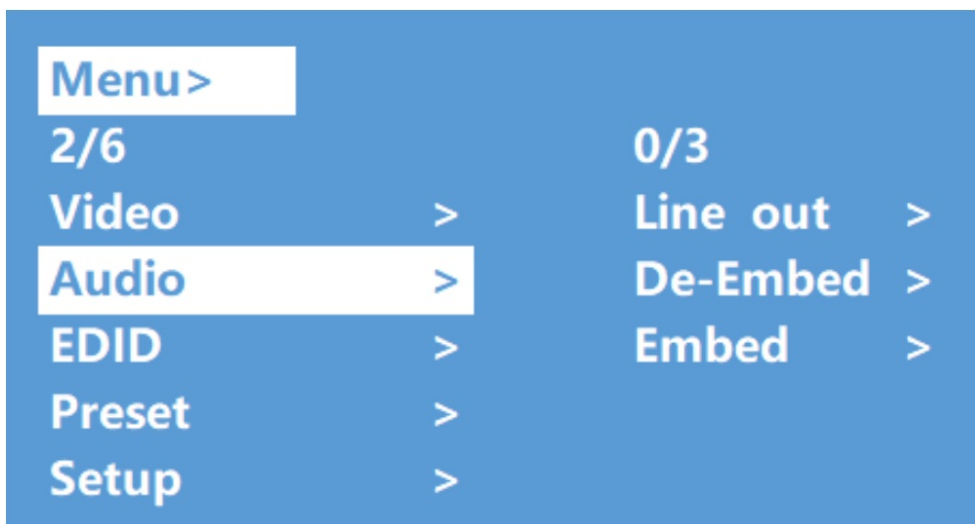 Menu>
2/6 0/3
Video > Line out >
Audio > De-Embed >
EDID > Embed >
Preset >
Setup >